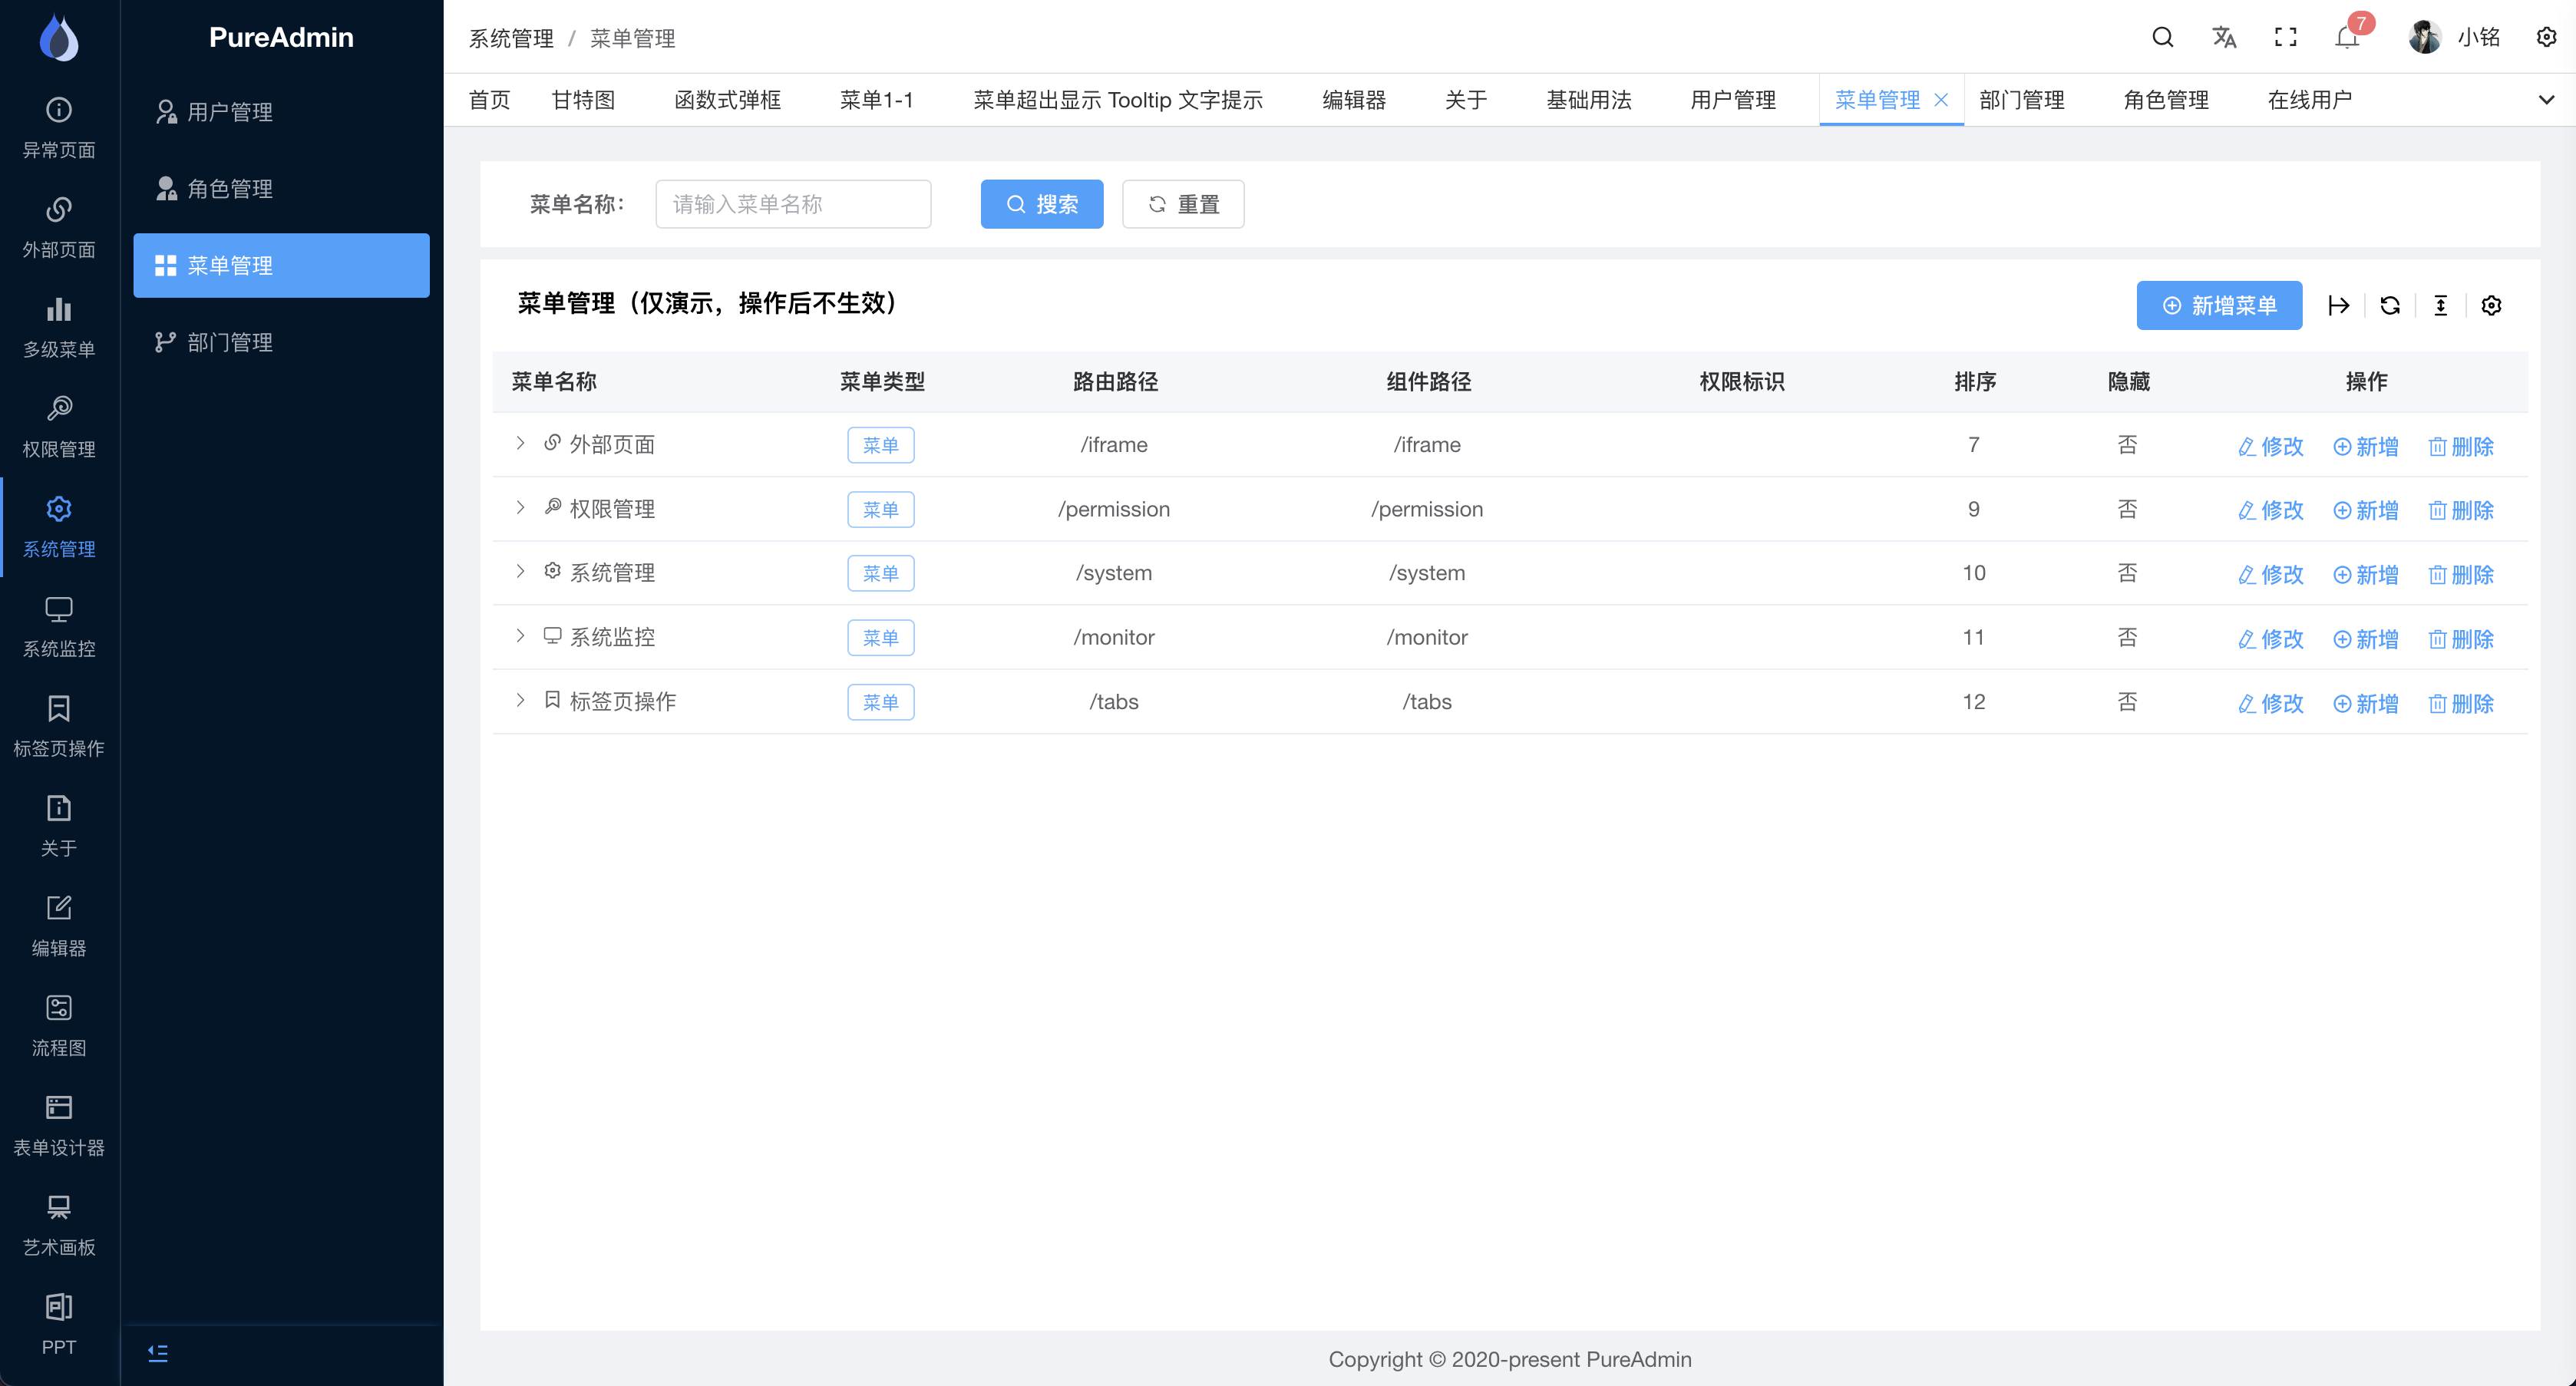 PureAdmin
异常页面
外部页面
多级菜单
权限管理
系统管理
系统监控
标签页操作
关于
编辑器
流程图
表单设计器
艺术画板
PPT
用户管理
角色管理
菜单管理
部门管理
系统管理 / 菜单管理
7
小铭
首页 甘特图 函数式弹框 菜单1-1 菜单超出显示 Tooltip 文字提示 编辑器 关于 基础用法 用户管理 菜单管理 部门管理 角色管理 在线用户
菜单名称： 请输入菜单名称 搜索 重置
菜单管理（仅演示，操作后不生效） 新增菜单
菜单名称 菜单类型 路由路径 组件路径 权限标识 排序 隐藏 操作
外部页面 菜单 /iframe /iframe 7 否 修改 新增 删除
权限管理 菜单 /permission /permission 9 否 修改 新增 删除
系统管理 菜单 /system /system 10 否 修改 新增 删除
系统监控 菜单 /monitor /monitor 11 否 修改 新增 删除
标签页操作 菜单 /tabs /tabs 12 否 修改 新增 删除
Copyright © 2020-present PureAdmin